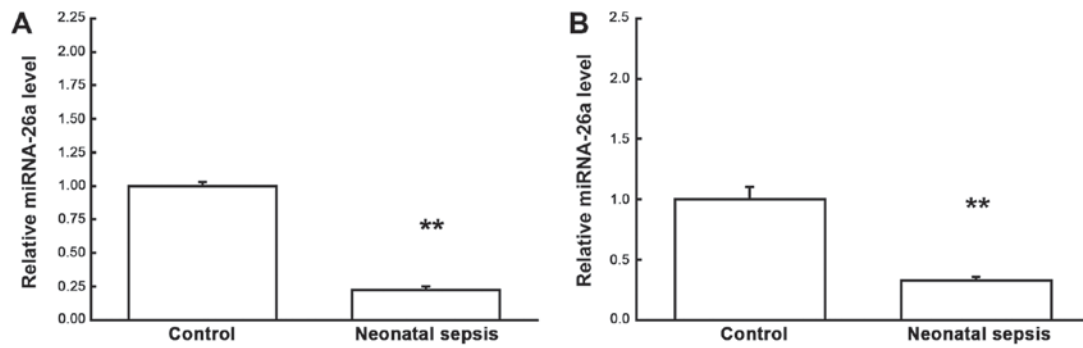 A
Relative miRNA-26a level
2.25
2.00
1.75
1.50
1.25
1.00
0.75
0.50
0.25
0.00
**
Control
Neonatal sepsis
B
Relative miRNA-26a level
2.5
2.0
1.5
1.0
0.5
0.0
**
Control
Neonatal sepsis